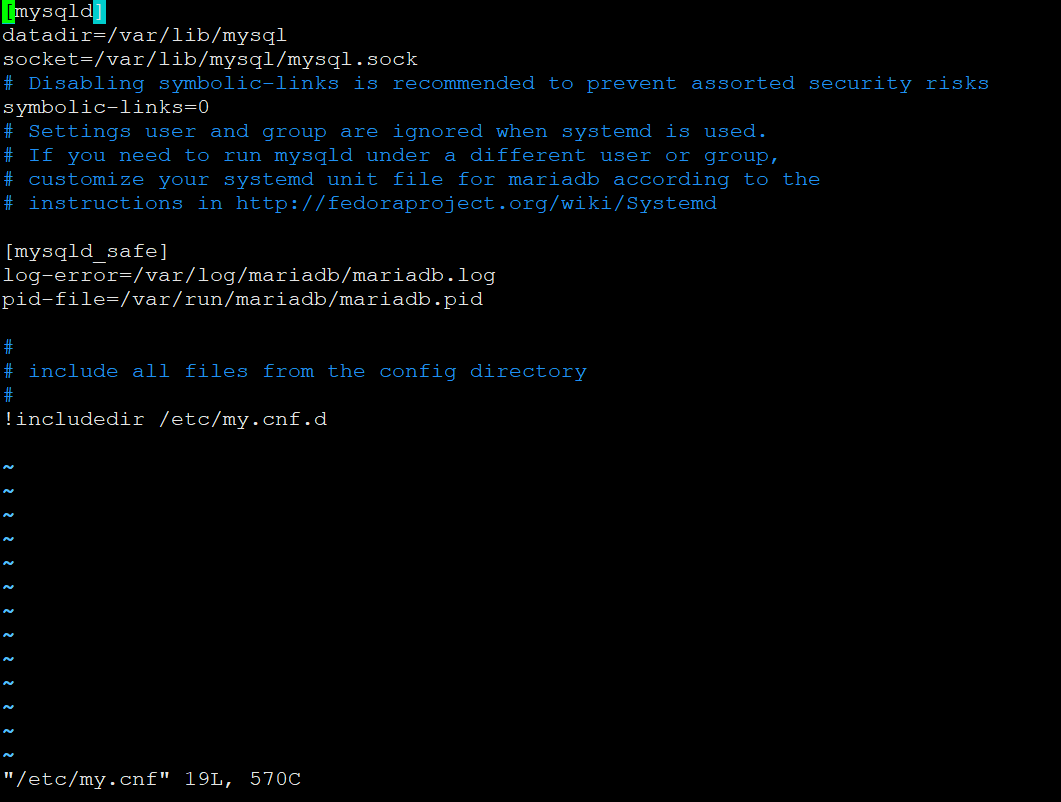 [mysqld]
datadir=/var/lib/mysql
socket=/var/lib/mysql/mysql.sock
# Disabling symbolic-links is recommended to prevent assorted security risks
symbolic-links=0
# Settings user and group are ignored when systemd is used.
# If you need to run mysqld under a different user or group,
# customize your systemd unit file for mariadb according to the
# instructions in http://fedoraproject.org/wiki/Systemd

[mysqld_safe]
log-error=/var/log/mariadb/mariadb.log
pid-file=/var/run/mariadb/mariadb.pid

#
# include all files from the config directory
#
!includedir /etc/my.cnf.d

~
~
~
~
~
~
~
~
~
~
~
~
~
"/etc/my.cnf" 19L, 570C